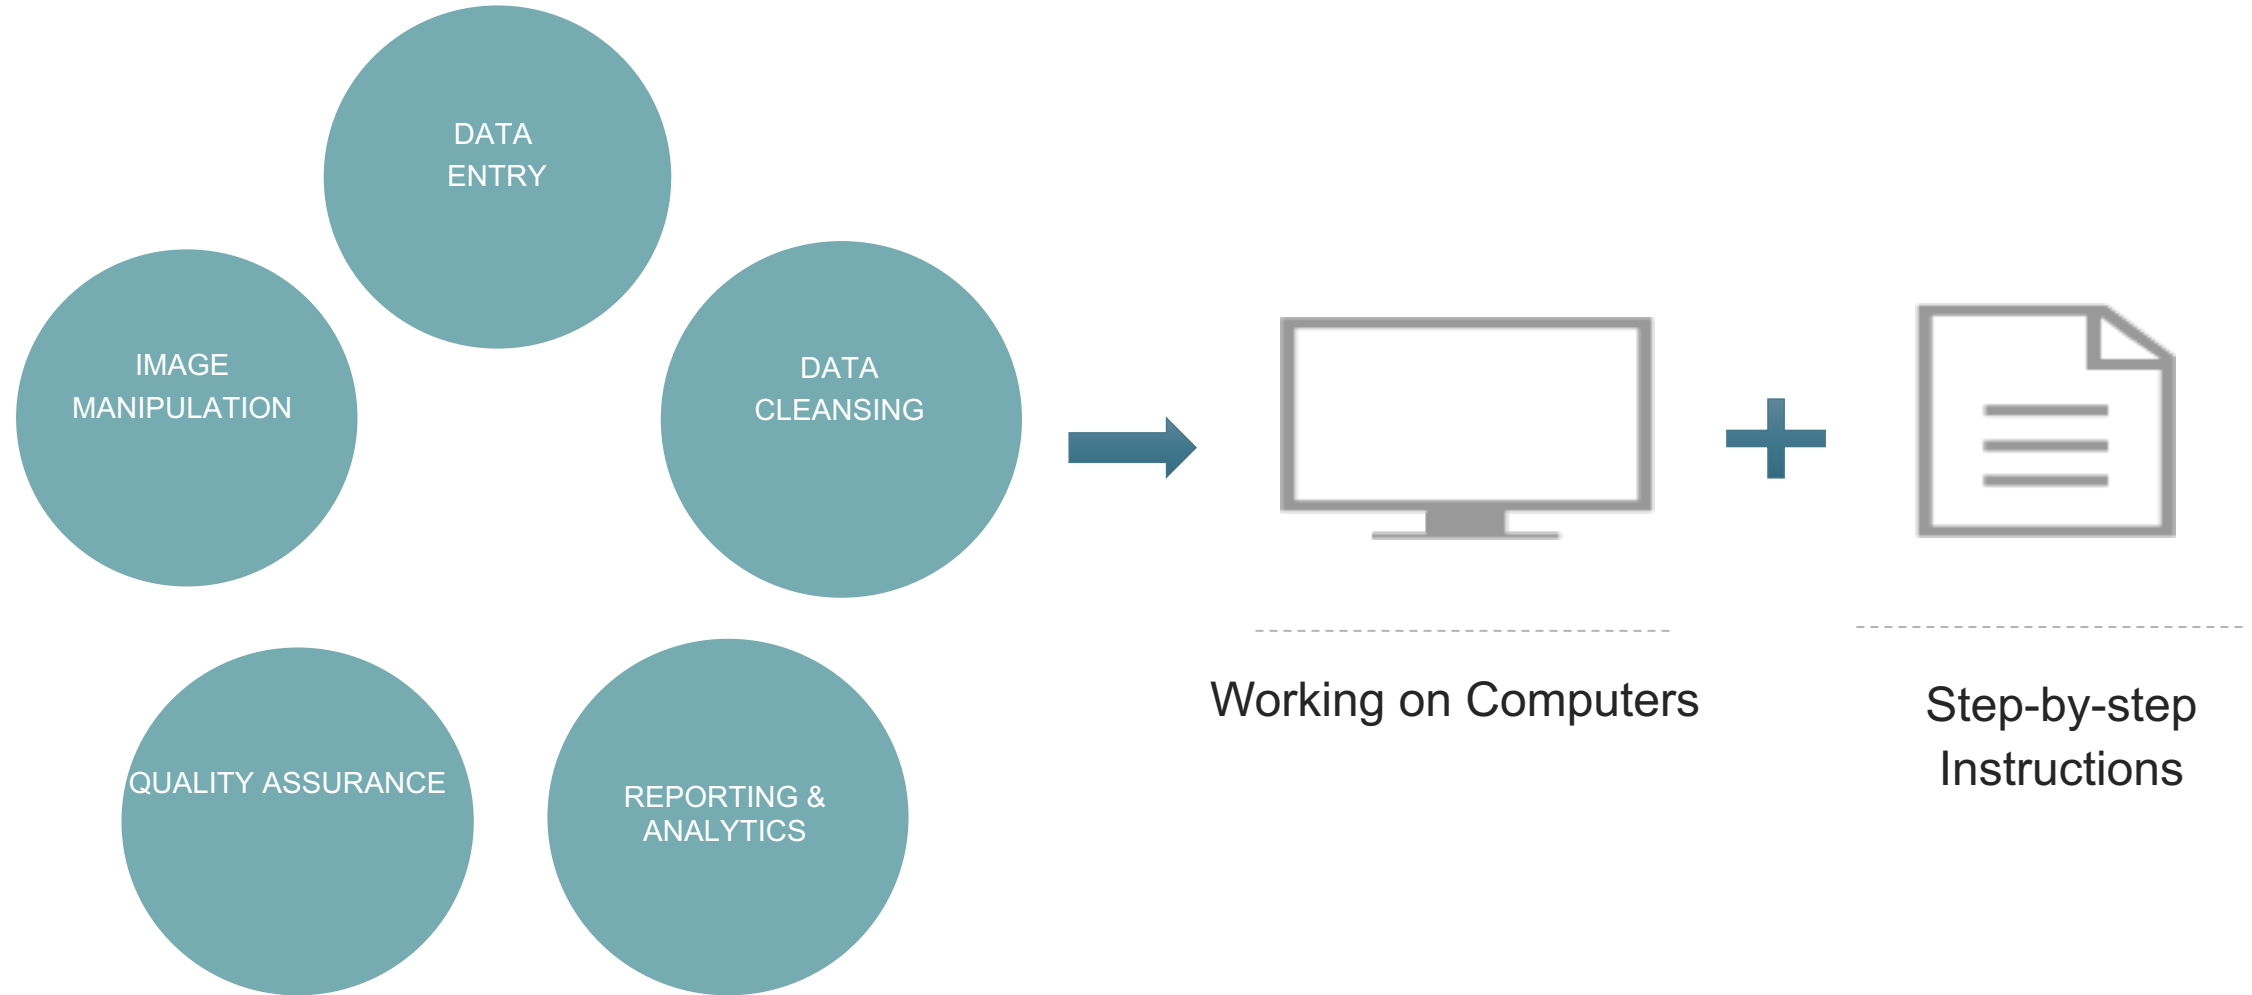 DATA
ENTRY
IMAGE
MANIPULATION
DATA
CLEANSING
QUALITY ASSURANCE
REPORTING &
ANALYTICS
Working on Computers
Step-by-step
Instructions